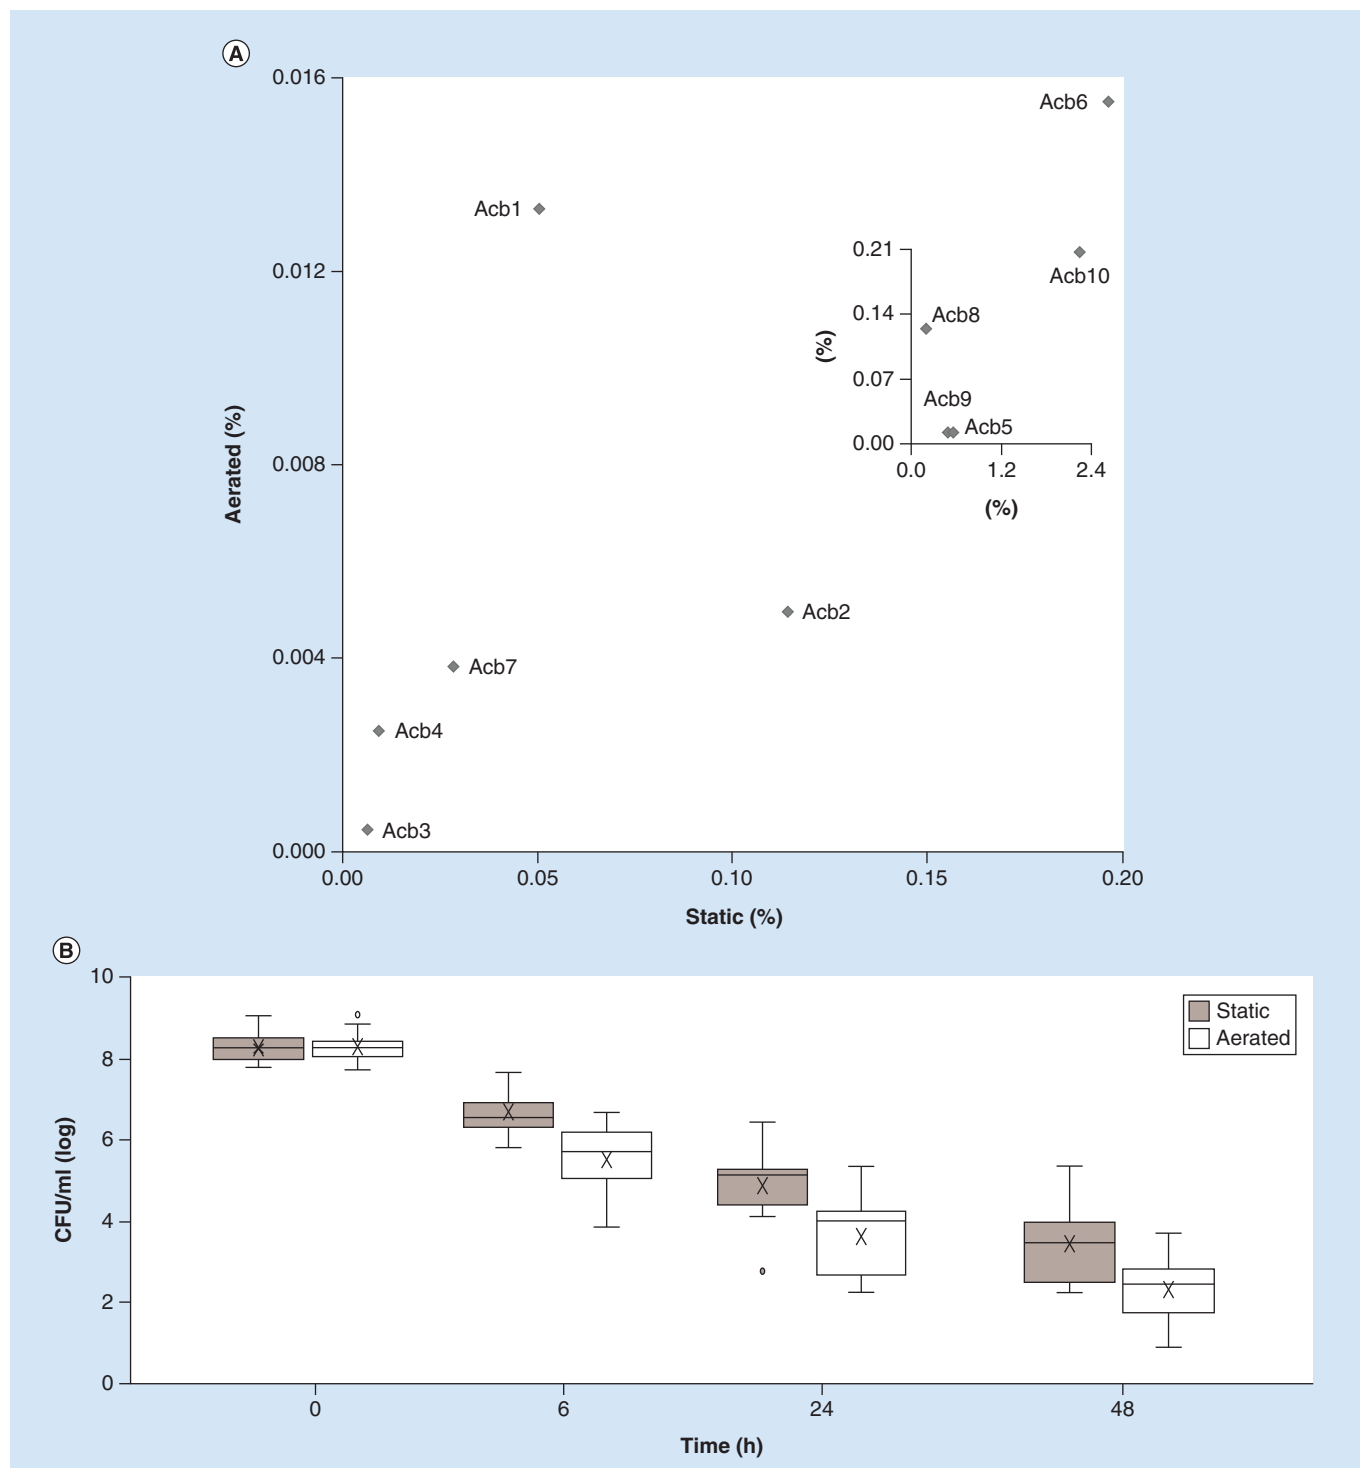 A
0.016
Acb6
Acb1
0.21
0.012
Acb10
0.14
Acb8
(%)
0.07
Acb9
Acb5
0.00
0.008
0.0 1.2 2.4
(%)
Aerated (%)
Acb2
0.004
Acb7
Acb4
Acb3
0.000
0.00 0.05 0.10 0.15 0.20
Static (%)
B
10
Static
Aerated
8
6
CFU/ml (log)
4
2
0
0 6 24 48
Time (h)